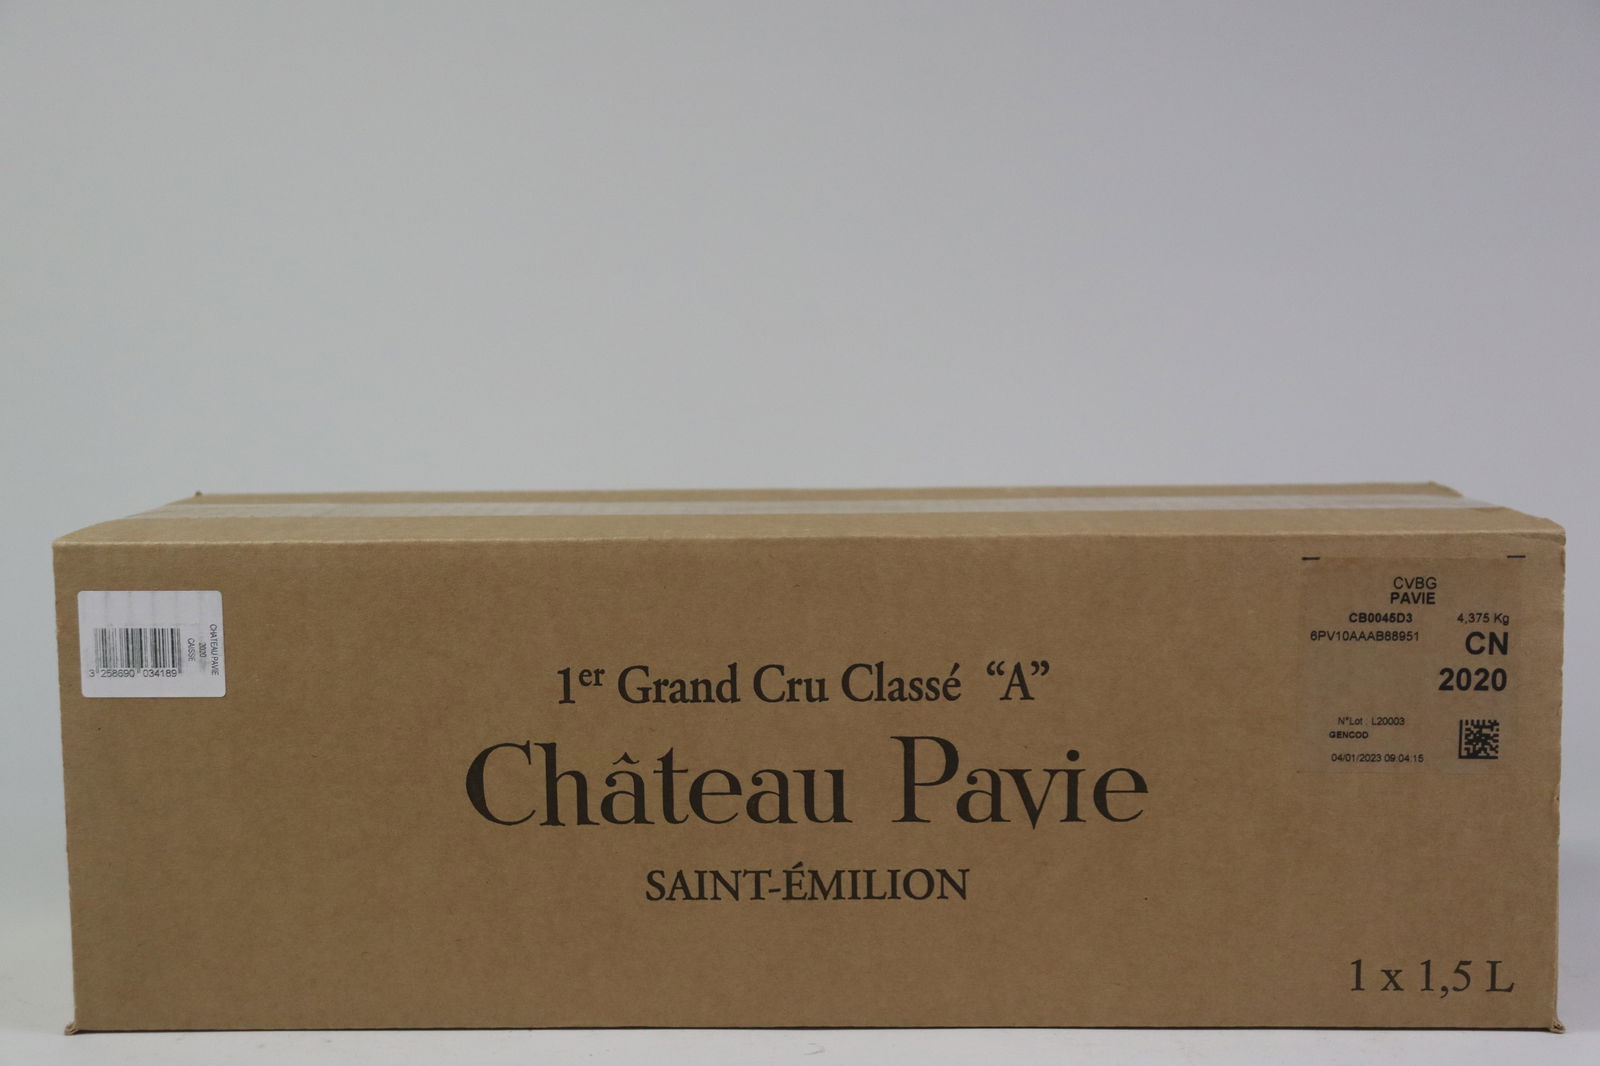 CHATEAU PAVIE
2020
CAISSE
3 258690 034189
1er Grand Cru Classé “A”
Château Pavie
SAINT-ÉMILION
1 x 1,5 L
CVBG
PAVIE
CB0045D3 4,375 Kg
6PV10AAAB88951 CN
2020
N°Lot : L20003
GENCOD
04/01/2023 09:04:15